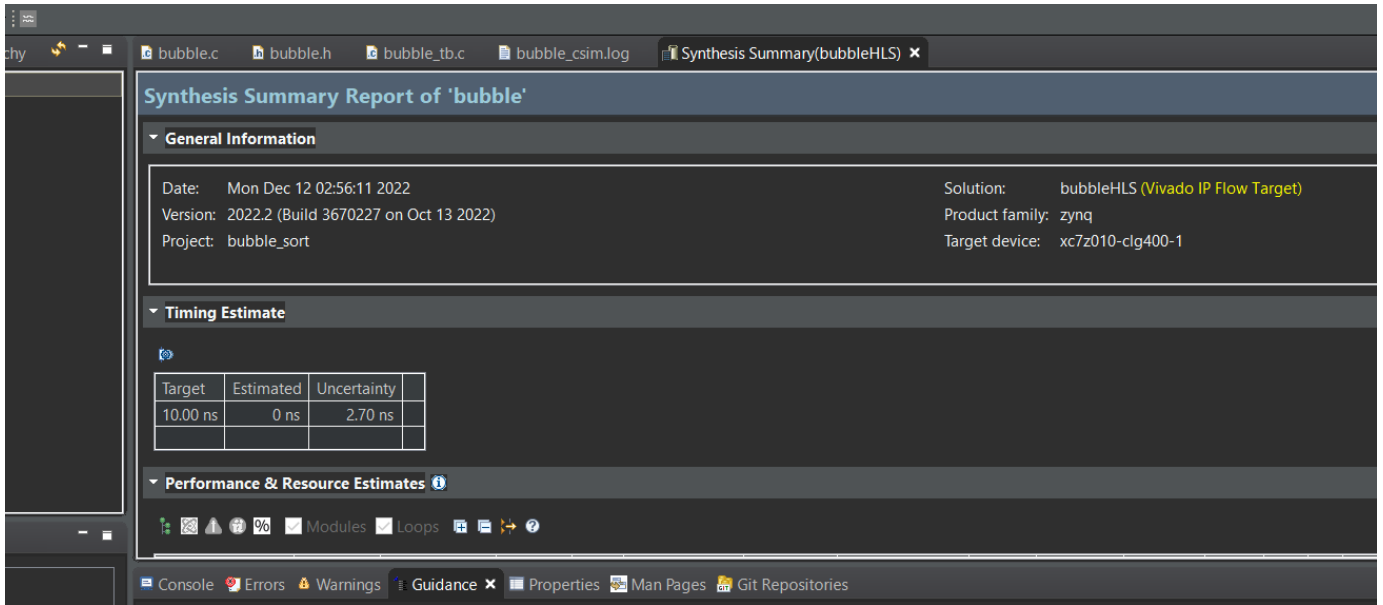 chy
bubble.c bubble.h bubble_tb.c bubble_csim.log Synthesis Summary(bubbleHLS)
Synthesis Summary Report of 'bubble'
General Information
Date: Mon Dec 12 02:56:11 2022 Solution: bubbleHLS (Vivado IP Flow Target)
Version: 2022.2 (Build 3670227 on Oct 13 2022) Product family: zynq
Project: bubble_sort Target device: xc7z010-clg400-1
Timing Estimate
Target Estimated Uncertainty
10.00 ns 0 ns 2.70 ns
Performance & Resource Estimates
% Modules Loops
Console Errors Warnings Guidance Properties Man Pages Git Repositories